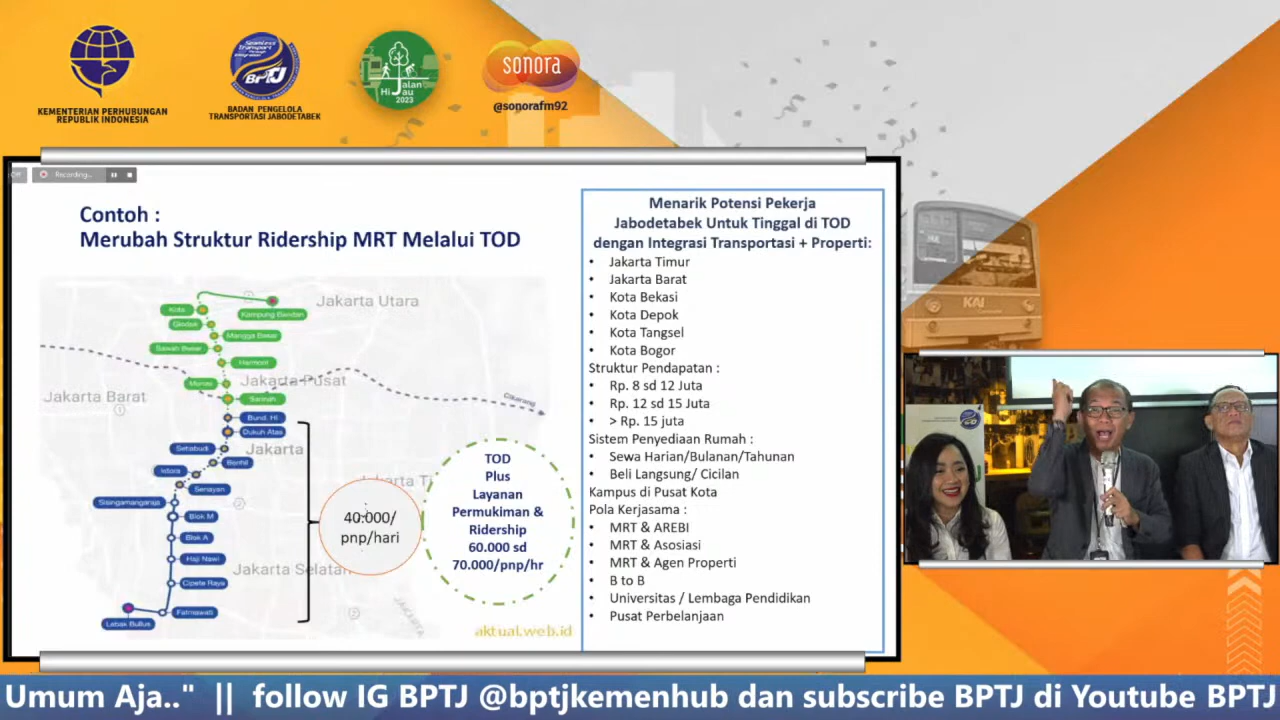 KEMENTERIAN PERHUBUNGAN
REPUBLIK INDONESIA
BPTJ
BADAN PENGELOLA
TRANSPORTASI JABODETABEK
Hi Jalan
jau
2023
sonora
@sonorafm92
Recording...
Contoh :
Merubah Struktur Ridership MRT Melalui TOD
Jakarta Utara
Kota
Kampung Bandan
Glodok
Mangga Besar
Sawah Besar
Harmoni
Monas
Jakarta Pusat
Jakarta Barat
Sarinah
Cikarang
Bund. HI
Dukuh Atas
Setiabudi
Jakarta
Benhil
Istora
Senayan
Sisingamangaraja
Blok M
Blok A
Haji Nawi
Jakarta Selatan
Cipete Raya
Fatmawati
Lebak Bullus
JAKARTA
40.000/
pnp/hari
TOD
Plus
Layanan
Permukiman &
Ridership
60.000 sd
70.000/pnp/hr
aktual.web.id
Menarik Potensi Pekerja
Jabodetabek Untuk Tinggal di TOD
dengan Integrasi Transportasi + Properti:
• Jakarta Timur
• Jakarta Barat
• Kota Bekasi
• Kota Depok
• Kota Tangsel
• Kota Bogor
Struktur Pendapatan :
• Rp. 8 sd 12 Juta
• Rp. 12 sd 15 Juta
• > Rp. 15 juta
Sistem Penyediaan Rumah :
• Sewa Harian/Bulanan/Tahunan
• Beli Langsung/ Cicilan
Kampus di Pusat Kota
Pola Kerjasama :
• MRT & AREBI
• MRT & Asosiasi
• MRT & Agen Properti
• B to B
• Universitas / Lembaga Pendidikan
• Pusat Perbelanjaan
KAI
Umum Aja.." || follow IG BPTJ @bptjkemenhub dan subscribe BPTJ di Youtube BPTJ